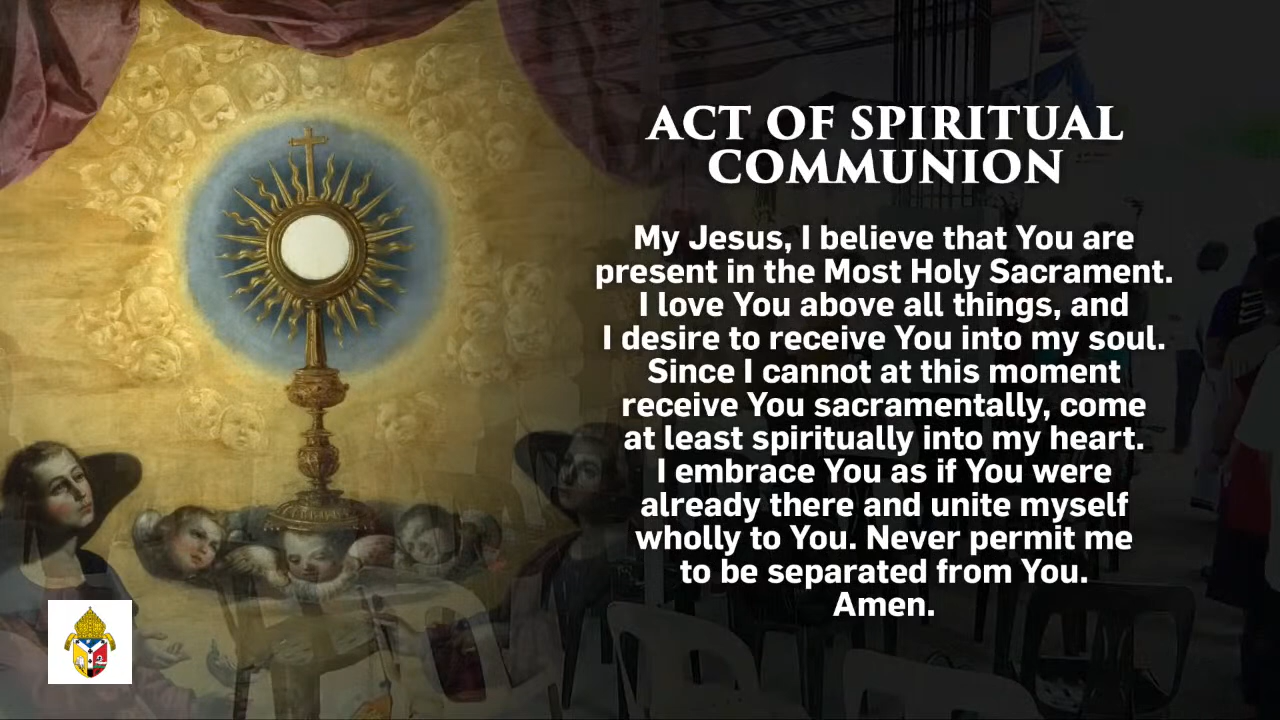 ACT OF SPIRITUAL
COMMUNION
My Jesus, I believe that You are
present in the Most Holy Sacrament.
I love You above all things, and
I desire to receive You into my soul.
Since I cannot at this moment
receive You sacramentally, come
at least spiritually into my heart.
I embrace You as if You were
already there and unite myself
wholly to You. Never permit me
to be separated from You.
Amen.